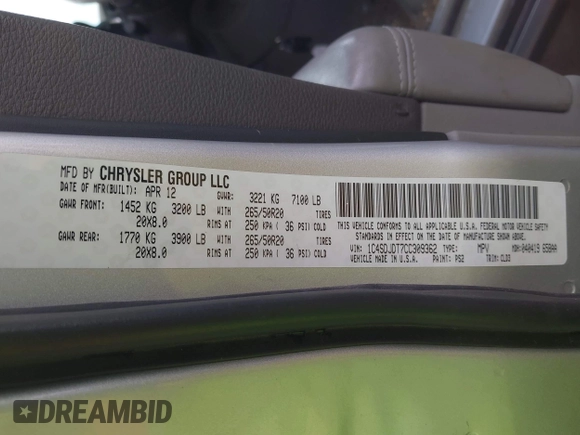 MFD BY CHRYSLER GROUP LLC
DATE OF MFR(BUILT): APR 12 GVWR: 3221 KG 7100 LB
GAWR FRONT: 1452 KG 3200 LB WITH 265/50R20 TIRES
20X8.0 RIMS AT 250 KPA ( 36 PSI) COLD
GAWR REAR: 1770 KG 3900 LB WITH 265/50R20 TIRES
20X8.0 RIMS AT 250 KPA ( 36 PSI) COLD
THIS VEHICLE CONFORMS TO ALL APPLICABLE U.S.A. FEDERAL MOTOR VEHICLE SAFETY
STANDARDS IN EFFECT ON THE DATE OF MANUFACTURE SHOWN ABOVE.
VIN: 1C4SDJDT7CC309362 TYPE: MPV MDH: 040419 650AA
VEHICLE MADE IN U.S.A. PAINT: PS2 TRIM: CLDI
DREAMBID